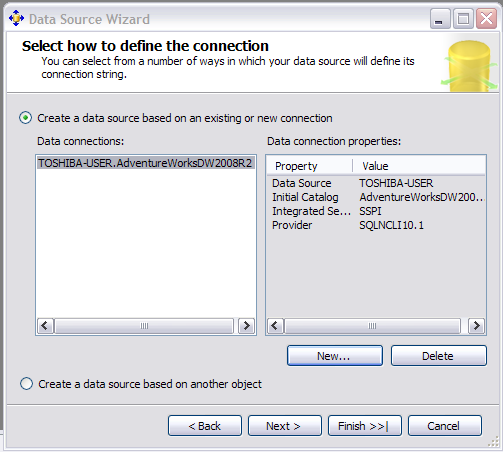 Data Source Wizard
Select how to define the connection
You can select from a number of ways in which your data source will define its
connection string.
Create a data source based on an existing or new connection
Data connections:
Data connection properties:
TOSHIBA-USER.AdventureWorksDW2008R2
Property Value
Data Source TOSHIBA-USER
Initial Catalog AdventureWorksDW200...
Integrated Se... SSPI
Provider SQLNCLI10.1
New... Delete
Create a data source based on another object
< Back Next > Finish >>| Cancel